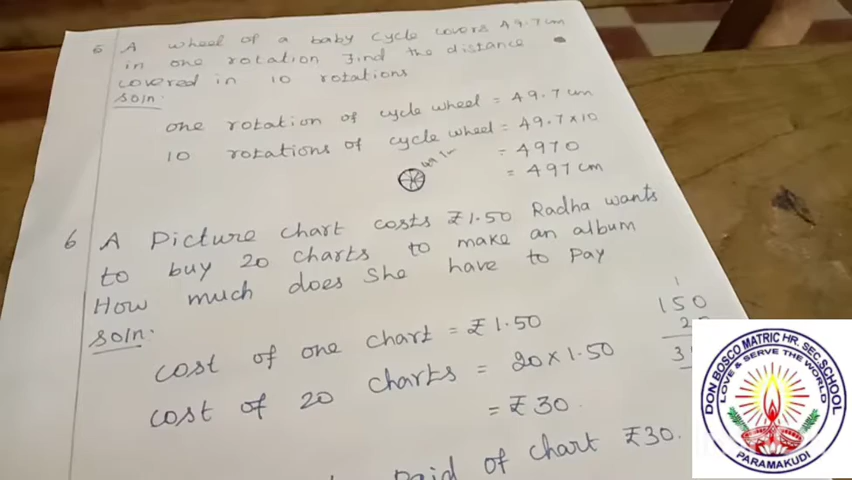 5 A wheel of a baby cycle covers 49.7 cm
in one rotation Find the distance
covered in 10 rotations
Soln:
one rotation of cycle wheel = 49.7 cm
10 rotations of cycle wheel = 49.7 x 10
= 4970
= 497 cm
6 A Picture chart costs ₹1.50 Radha wants
to buy 20 charts to make an album
How much does She have to Pay
Soln:
cost of one chart = ₹1.50
cost of 20 charts = 20 x 1.50
= ₹30
1
150
Paid of chart ₹30.
DON BOSCO MATRIC HR. SEC. SCHOOL
LOVE & SERVE THE WORLD
PARAMAKUDI